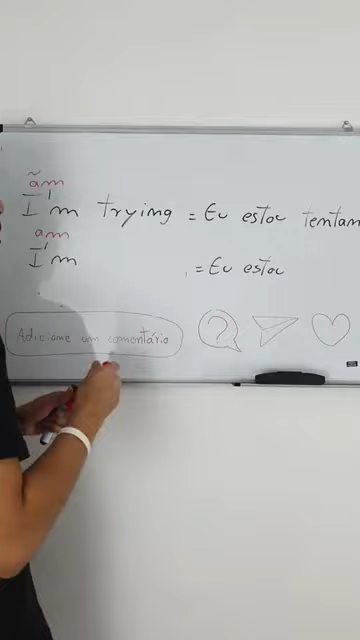 ãm
I'm trying = Eu estou tentan
am
I'm = Eu estou
Adicione um comentário
?